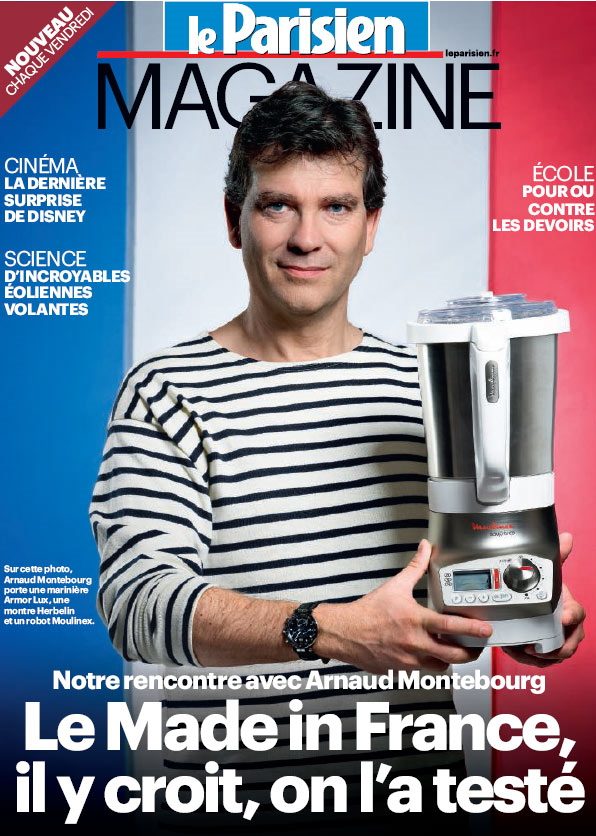 NOUVEAU
CHAQUE VENDREDI
le Parisien
leparisien.fr
MAGAZINE
CINÉMA
LA DERNIÈRE
SURPRISE
DE DISNEY
SCIENCE
D'INCROYABLES
ÉOLIENNES
VOLANTES
ÉCOLE
POUR OU
CONTRE
LES DEVOIRS
Moulinex
Sur cette photo,
Arnaud Montebourg
porte une marinière
Armor Lux, une
montre Herbelin
et un robot Moulinex.
Notre rencontre avec Arnaud Montebourg
Le Made in France,
il y croit, on l'a testé